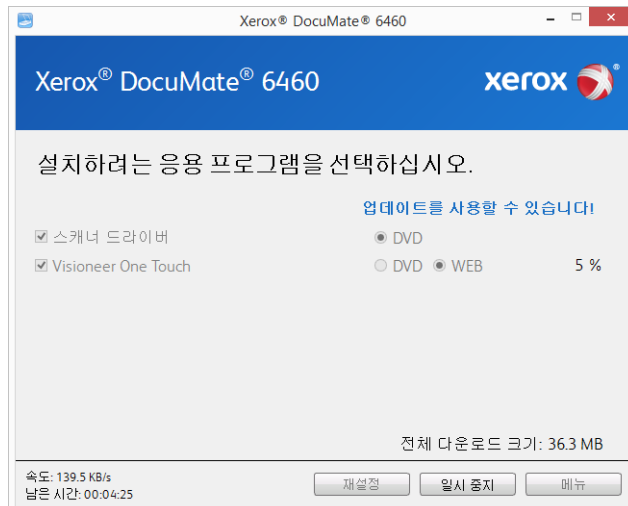 Xerox® DocuMate® 6460
Xerox® DocuMate® 6460
xerox ®
설치하려는 응용 프로그램을 선택하십시오.
업데이트를 사용할 수 있습니다!
스캐너 드라이버 DVD
Visioneer One Touch DVD WEB 5 %
전체 다운로드 크기: 36.3 MB
속도: 139.5 KB/s
남은 시간: 00:04:25
재설정 일시 중지 메뉴